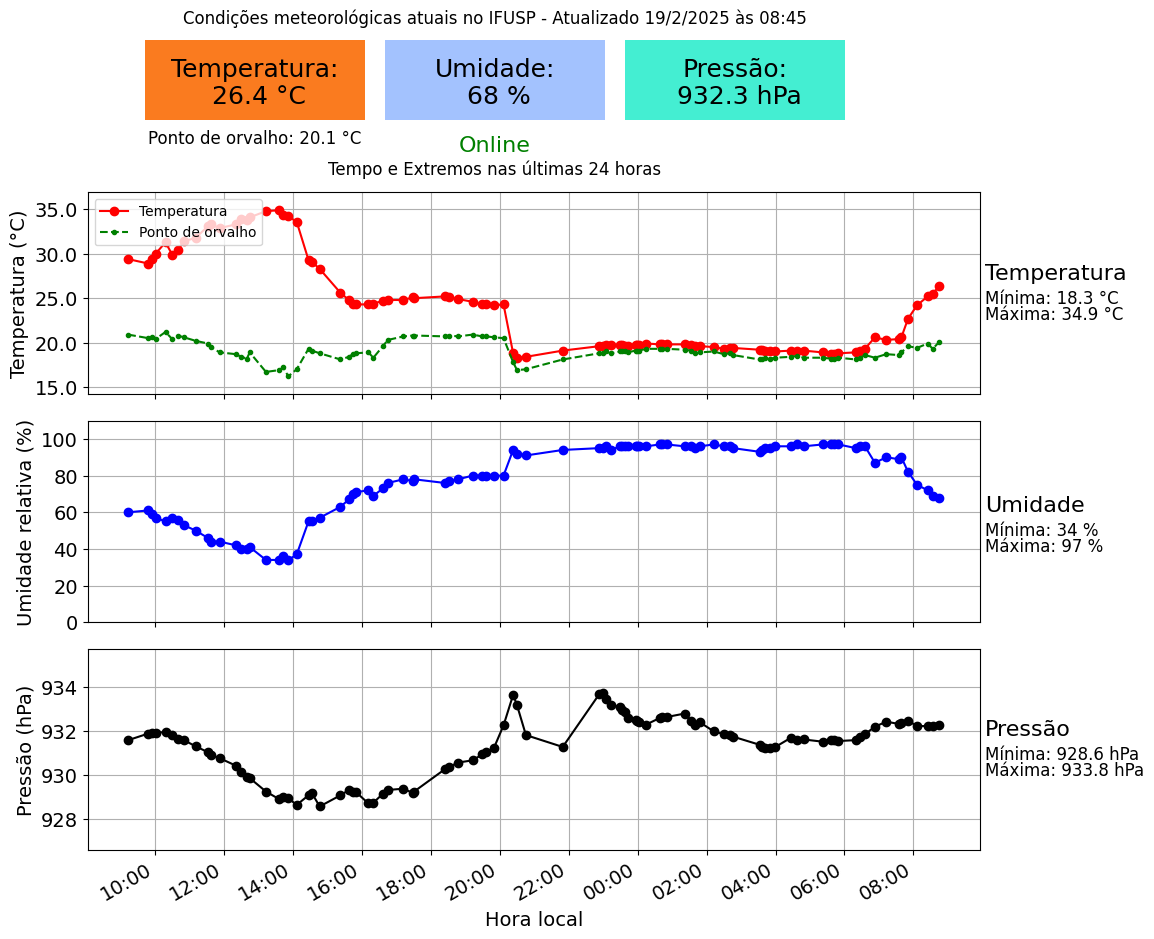 Condições meteorológicas atuais no IFUSP - Atualizado 19/2/2025 às 08:45
Temperatura:
26.4 °C
Umidade:
68 %
Pressão:
932.3 hPa
Ponto de orvalho: 20.1 °C
Online
Tempo e Extremos nas últimas 24 horas
Temperatura (°C)
35.0
30.0
25.0
20.0
15.0
Temperatura
Ponto de orvalho
Temperatura
Mínima: 18.3 °C
Máxima: 34.9 °C
Umidade relativa (%)
100
80
60
40
20
0
Umidade
Mínima: 34 %
Máxima: 97 %
Pressão (hPa)
934
932
930
928
Pressão
Mínima: 928.6 hPa
Máxima: 933.8 hPa
10:00 12:00 14:00 16:00 18:00 20:00 22:00 00:00 02:00 04:00 06:00 08:00
Hora local